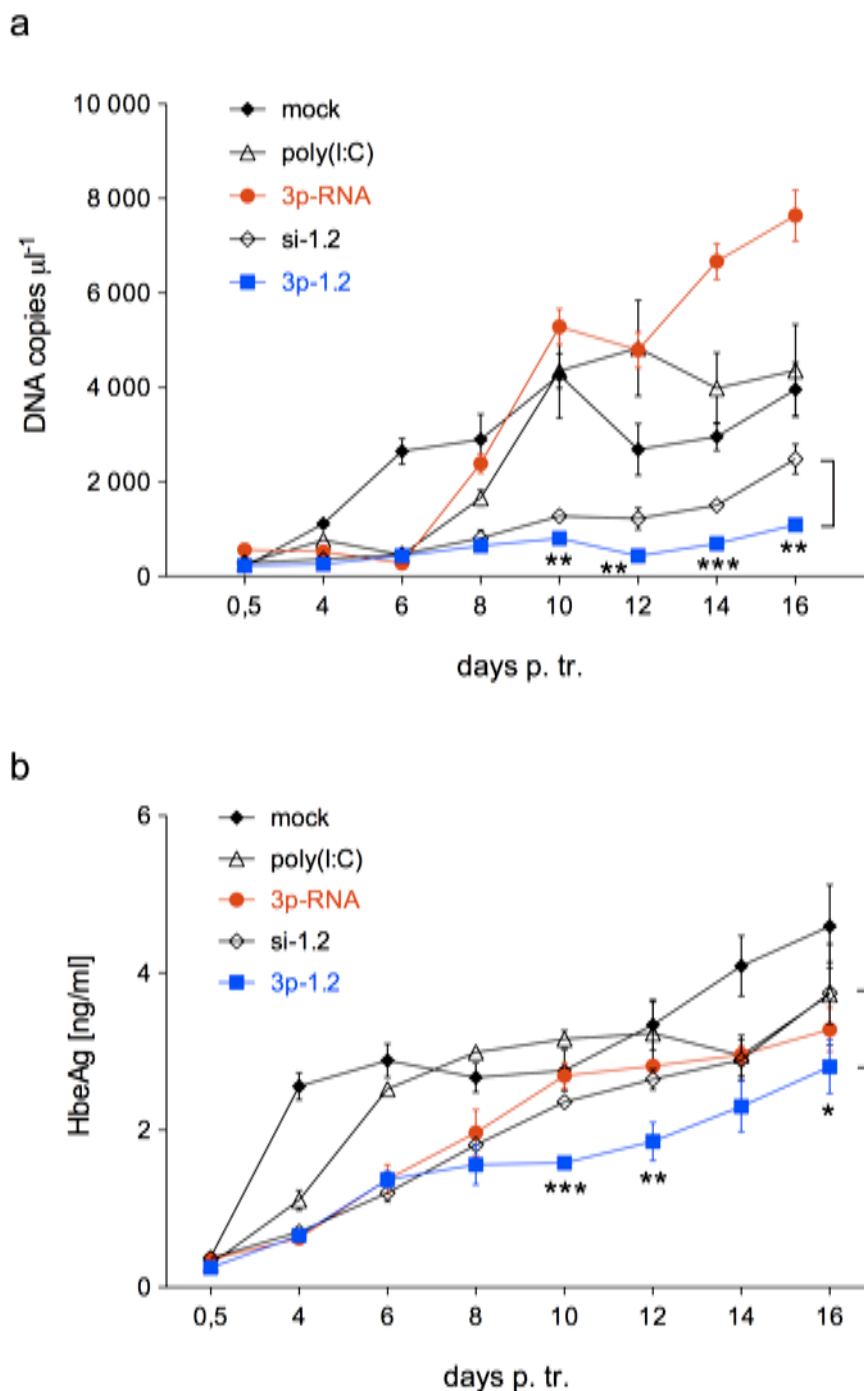 a
10 000
8 000
6 000
4 000
2 000
0
DNA copies µl⁻¹
mock
poly(I:C)
3p-RNA
si-1.2
3p-1.2
** ** *** **
0,5 4 6 8 10 12 14 16
days p. tr.
b
6
4
2
0
HbeAg [ng/ml]
mock
poly(I:C)
3p-RNA
si-1.2
3p-1.2
*** ** *
0,5 4 6 8 10 12 14 16
days p. tr.